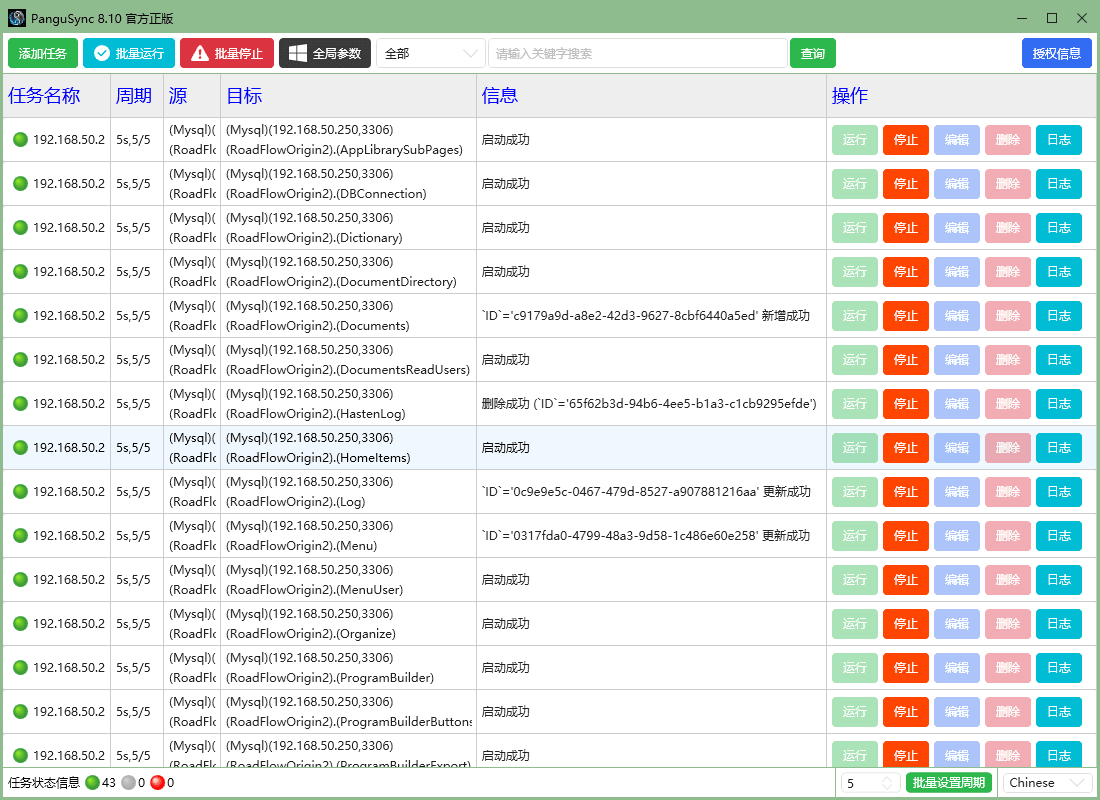 PanguSync 8.10 官方正版
添加任务 批量运行 批量停止 全局参数 全部 请输入关键字搜索 查询 授权信息
任务名称 周期 源 目标 信息 操作
192.168.50.2 5s,5/5 (Mysql)( (Mysql)(192.168.50.250,3306) 启动成功 运行 停止 编辑 删除 日志
(RoadFlc (RoadFlowOrigin2).(AppLibrarySubPages)
192.168.50.2 5s,5/5 (Mysql)( (Mysql)(192.168.50.250,3306) 启动成功 运行 停止 编辑 删除 日志
(RoadFlc (RoadFlowOrigin2).(DBConnection)
192.168.50.2 5s,5/5 (Mysql)( (Mysql)(192.168.50.250,3306) 启动成功 运行 停止 编辑 删除 日志
(RoadFlc (RoadFlowOrigin2).(Dictionary)
192.168.50.2 5s,5/5 (Mysql)( (Mysql)(192.168.50.250,3306) 启动成功 运行 停止 编辑 删除 日志
(RoadFlc (RoadFlowOrigin2).(DocumentDirectory)
192.168.50.2 5s,5/5 (Mysql)( (Mysql)(192.168.50.250,3306) `ID`='c9179a9d-a8e2-42d3-9627-8cbf6440a5ed' 新增成功 运行 停止 编辑 删除 日志
(RoadFlc (RoadFlowOrigin2).(Documents)
192.168.50.2 5s,5/5 (Mysql)( (Mysql)(192.168.50.250,3306) 启动成功 运行 停止 编辑 删除 日志
(RoadFlc (RoadFlowOrigin2).(DocumentsReadUsers)
192.168.50.2 5s,5/5 (Mysql)( (Mysql)(192.168.50.250,3306) 删除成功 (`ID`='65f62b3d-94b6-4ee5-b1a3-c1cb9295efde') 运行 停止 编辑 删除 日志
(RoadFlc (RoadFlowOrigin2).(HastenLog)
192.168.50.2 5s,5/5 (Mysql)( (Mysql)(192.168.50.250,3306) 启动成功 运行 停止 编辑 删除 日志
(RoadFlc (RoadFlowOrigin2).(HomeItems)
192.168.50.2 5s,5/5 (Mysql)( (Mysql)(192.168.50.250,3306) `ID`='0c9e9e5c-0467-479d-8527-a907881216aa' 更新成功 运行 停止 编辑 删除 日志
(RoadFlc (RoadFlowOrigin2).(Log)
192.168.50.2 5s,5/5 (Mysql)( (Mysql)(192.168.50.250,3306) `ID`='0317fda0-4799-48a3-9d58-1c486e60e258' 更新成功 运行 停止 编辑 删除 日志
(RoadFlc (RoadFlowOrigin2).(Menu)
192.168.50.2 5s,5/5 (Mysql)( (Mysql)(192.168.50.250,3306) 启动成功 运行 停止 编辑 删除 日志
(RoadFlc (RoadFlowOrigin2).(MenuUser)
192.168.50.2 5s,5/5 (Mysql)( (Mysql)(192.168.50.250,3306) 启动成功 运行 停止 编辑 删除 日志
(RoadFlc (RoadFlowOrigin2).(Organize)
192.168.50.2 5s,5/5 (Mysql)( (Mysql)(192.168.50.250,3306) 启动成功 运行 停止 编辑 删除 日志
(RoadFlc (RoadFlowOrigin2).(ProgramBuilder)
192.168.50.2 5s,5/5 (Mysql)( (Mysql)(192.168.50.250,3306) 启动成功 运行 停止 编辑 删除 日志
(RoadFlc (RoadFlowOrigin2).(ProgramBuilderButtons
192.168.50.2 5s,5/5 (Mysql)( (Mysql)(192.168.50.250,3306) 启动成功 运行 停止 编辑 删除 日志
(RoadFlc (RoadFlowOrigin2).(ProgramBuilderExport)
任务状态信息 43 0 0 5 批量设置周期 Chinese